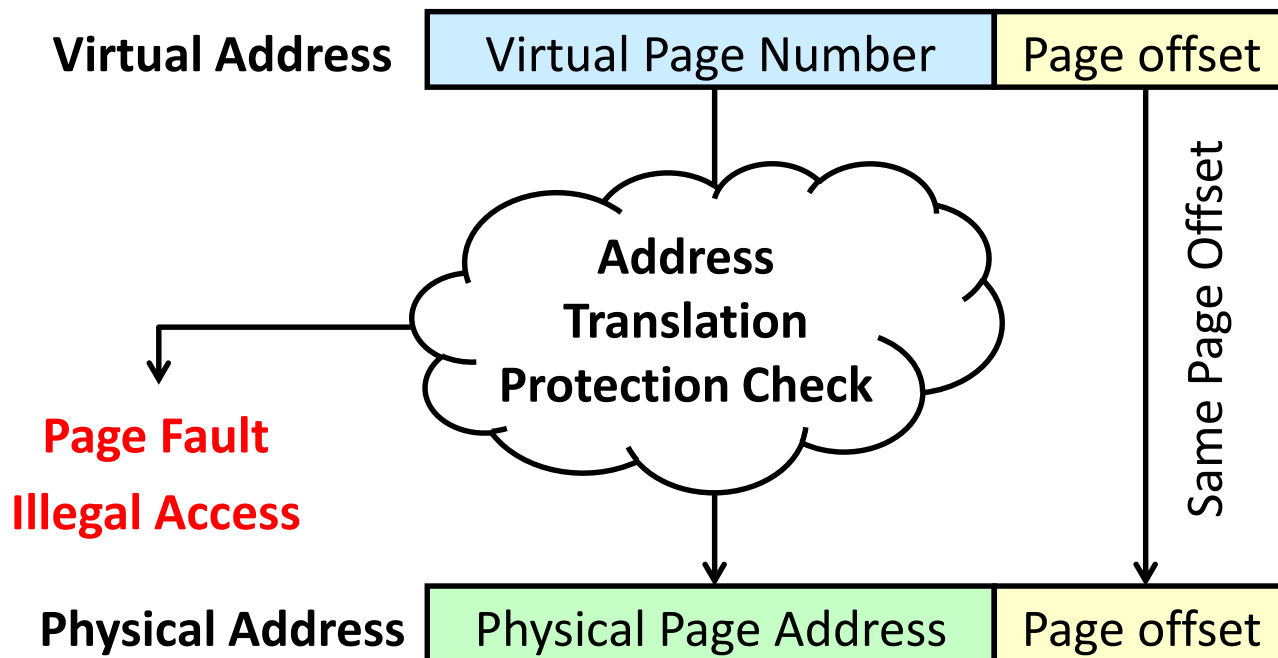 Virtual Address
Virtual Page Number
Page offset
Address
Translation
Protection Check
Same Page Offset
Page Fault
Illegal Access
Physical Address
Physical Page Address
Page offset